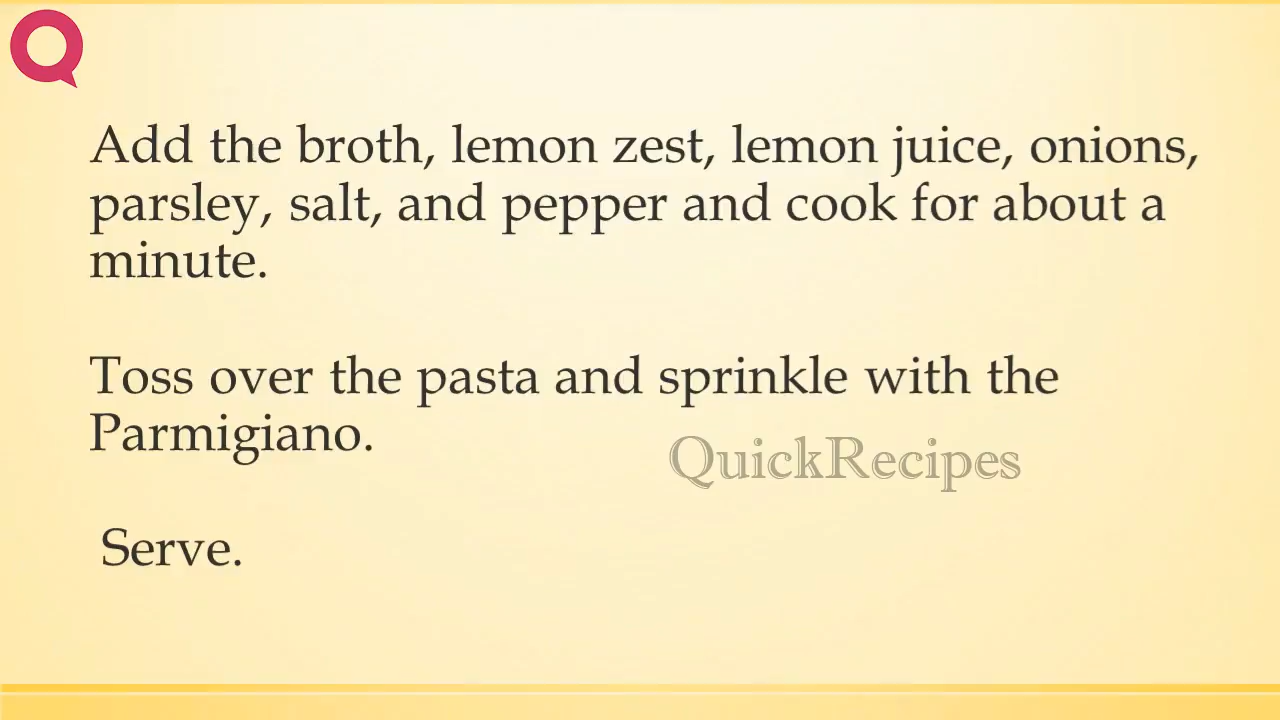 Add the broth, lemon zest, lemon juice, onions,
parsley, salt, and pepper and cook for about a
minute.
Toss over the pasta and sprinkle with the
Parmigiano.
QuickRecipes
Serve.